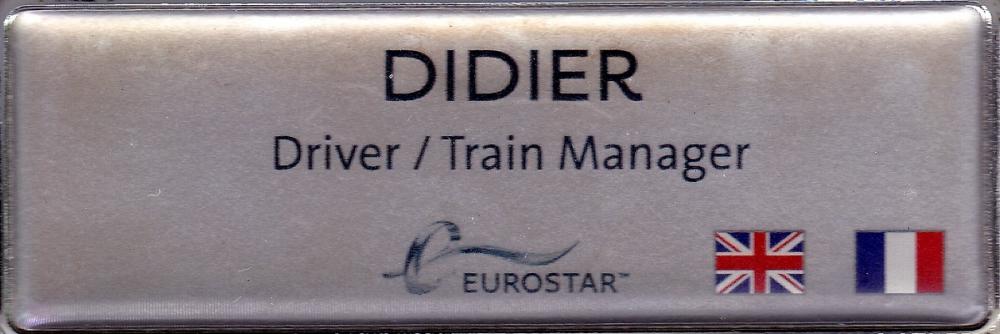 DIDIER
Driver / Train Manager
EUROSTAR™